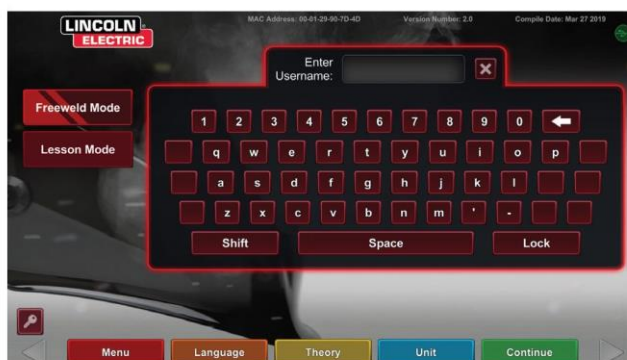 LINCOLN
ELECTRIC
MAC Address: 00-01-29-90-7D-4D Version Number: 2.0 Compile Date: Mar 27 2019
Enter
Username:
Freeweld Mode
Lesson Mode
1 2 3 4 5 6 7 8 9 0
q w e r t y u i o p
a s d f g h j k l
z x c v b n m ' -
Shift Space Lock
Menu Language Theory Unit Continue